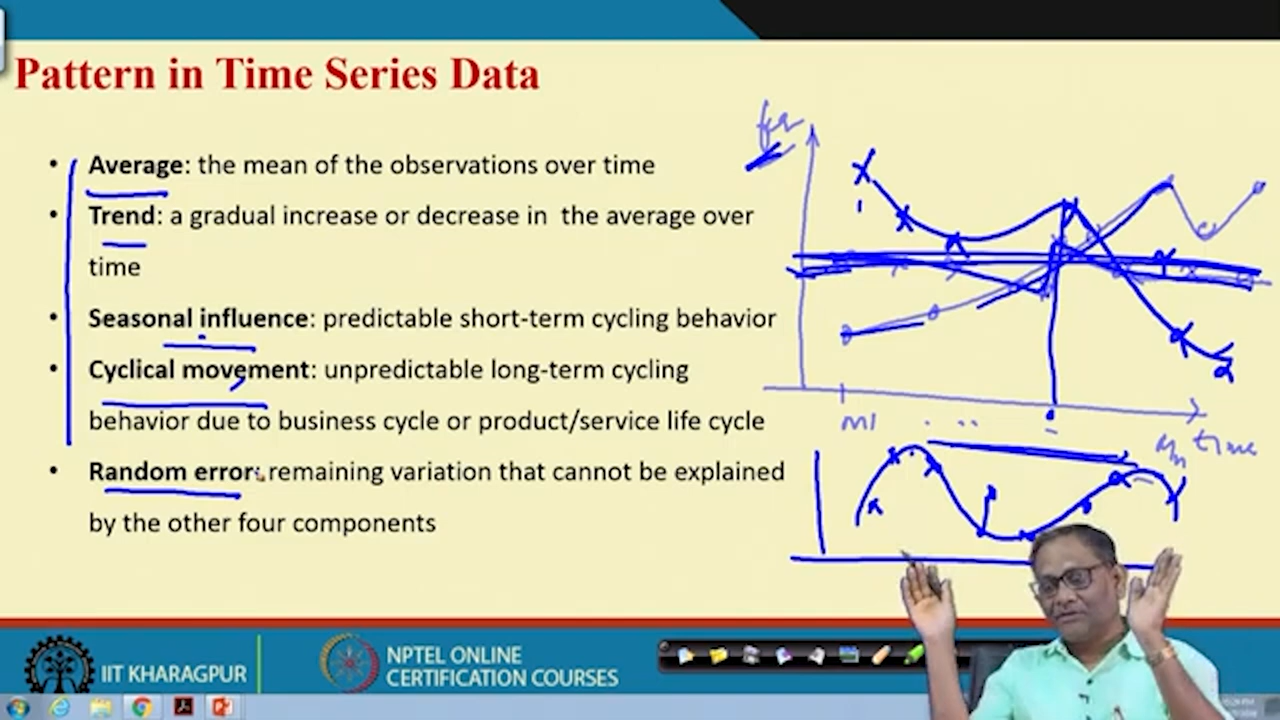 Pattern in Time Series Data
• Average: the mean of the observations over time
• Trend: a gradual increase or decrease in the average over
time
• Seasonal influence: predictable short-term cycling behavior
• Cyclical movement: unpredictable long-term cycling
behavior due to business cycle or product/service life cycle
• Random error: remaining variation that cannot be explained
by the other four components
M1
Mn time
IIT KHARAGPUR
NPTEL ONLINE
CERTIFICATION COURSES